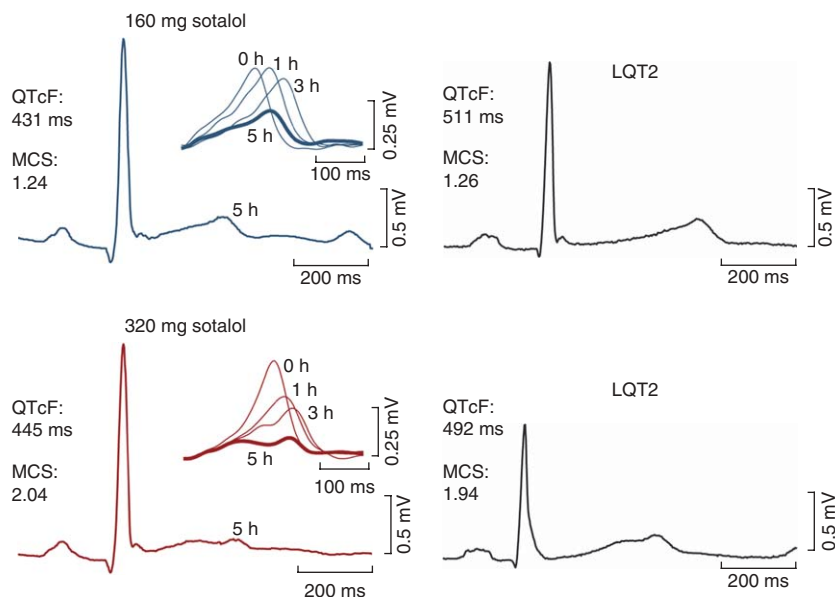 160 mg sotalol
QTcF:
431 ms
MCS:
1.24
0 h
1 h
3 h
5 h
0.25 mV
100 ms
5 h
0.5 mV
200 ms
LQT2
QTcF:
511 ms
MCS:
1.26
0.5 mV
200 ms
320 mg sotalol
QTcF:
445 ms
MCS:
2.04
0 h
1 h
3 h
5 h
0.25 mV
100 ms
5 h
0.5 mV
200 ms
LQT2
QTcF:
492 ms
MCS:
1.94
0.5 mV
200 ms